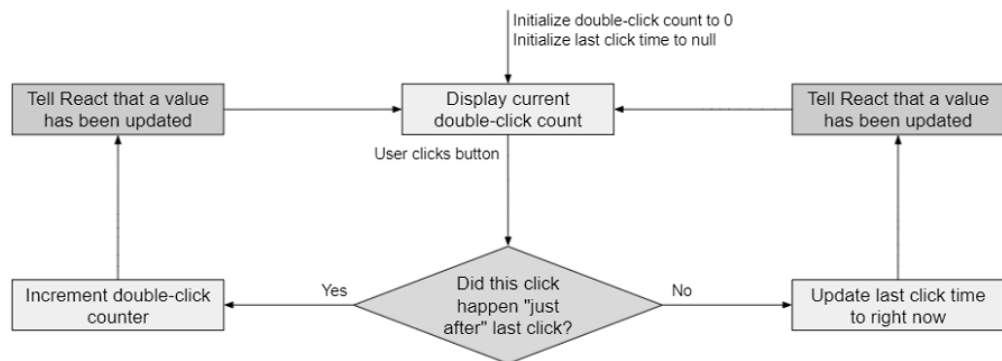 Initialize double-click count to 0
Initialize last click time to null
Tell React that a value
has been updated
Display current
double-click count
Tell React that a value
has been updated
User clicks button
Yes
Did this click
happen "just
after" last click?
No
Increment double-click
counter
Update last click time
to right now